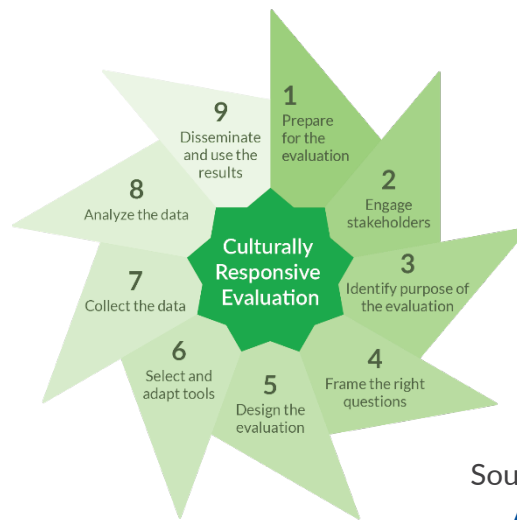 1
Prepare
for the
evaluation
2
Engage
stakeholders
3
Identify purpose of
the evaluation
4
Frame the right
questions
5
Design the
evaluation
6
Select and
adapt tools
7
Collect the data
8
Analyze the data
9
Disseminate
and use the
results
Culturally
Responsive
Evaluation